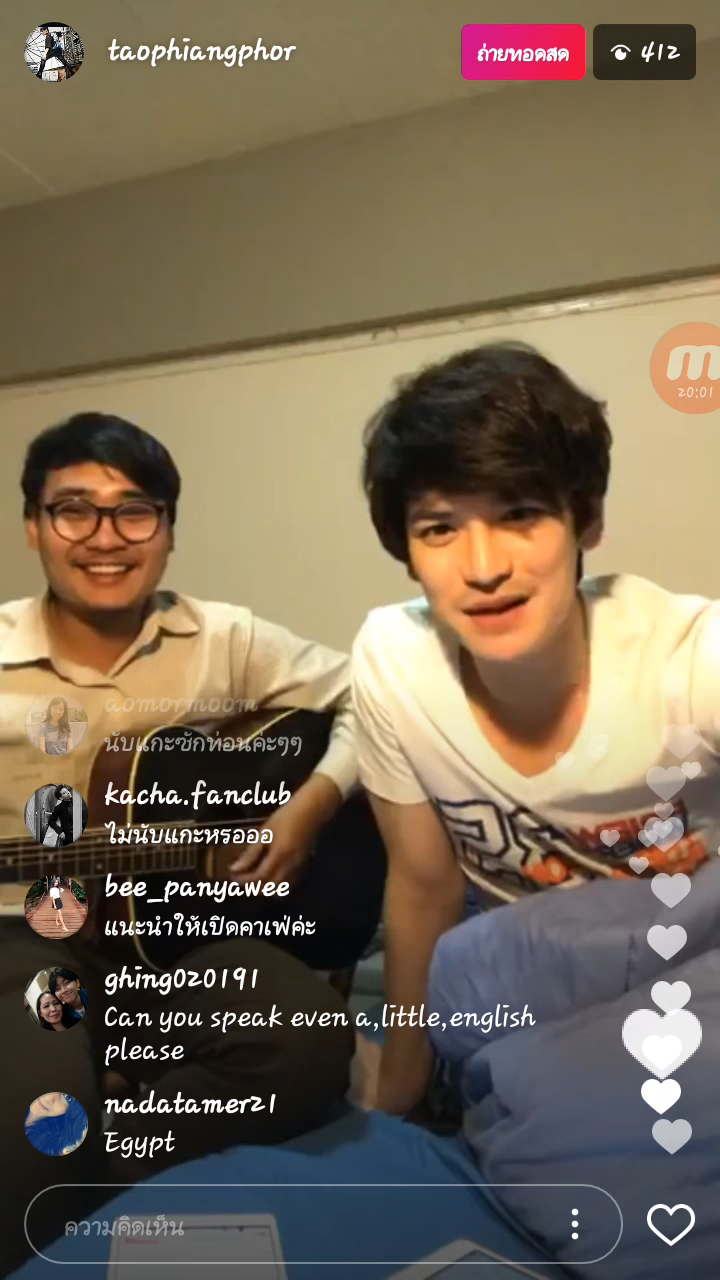 taophiangphor
ถ่ายทอดสด
412
m
20:01
aomormoom
นับแกะซักท่อนค่ะๆๆ
kacha.fanclub
ไม่นับแกะหรอออ
bee_panyawee
แนะนำให้เปิดคาเฟ่ค่ะ
ghing020191
Can you speak even a,little,english
please
nadatamer21
Egypt
ความคิดเห็น